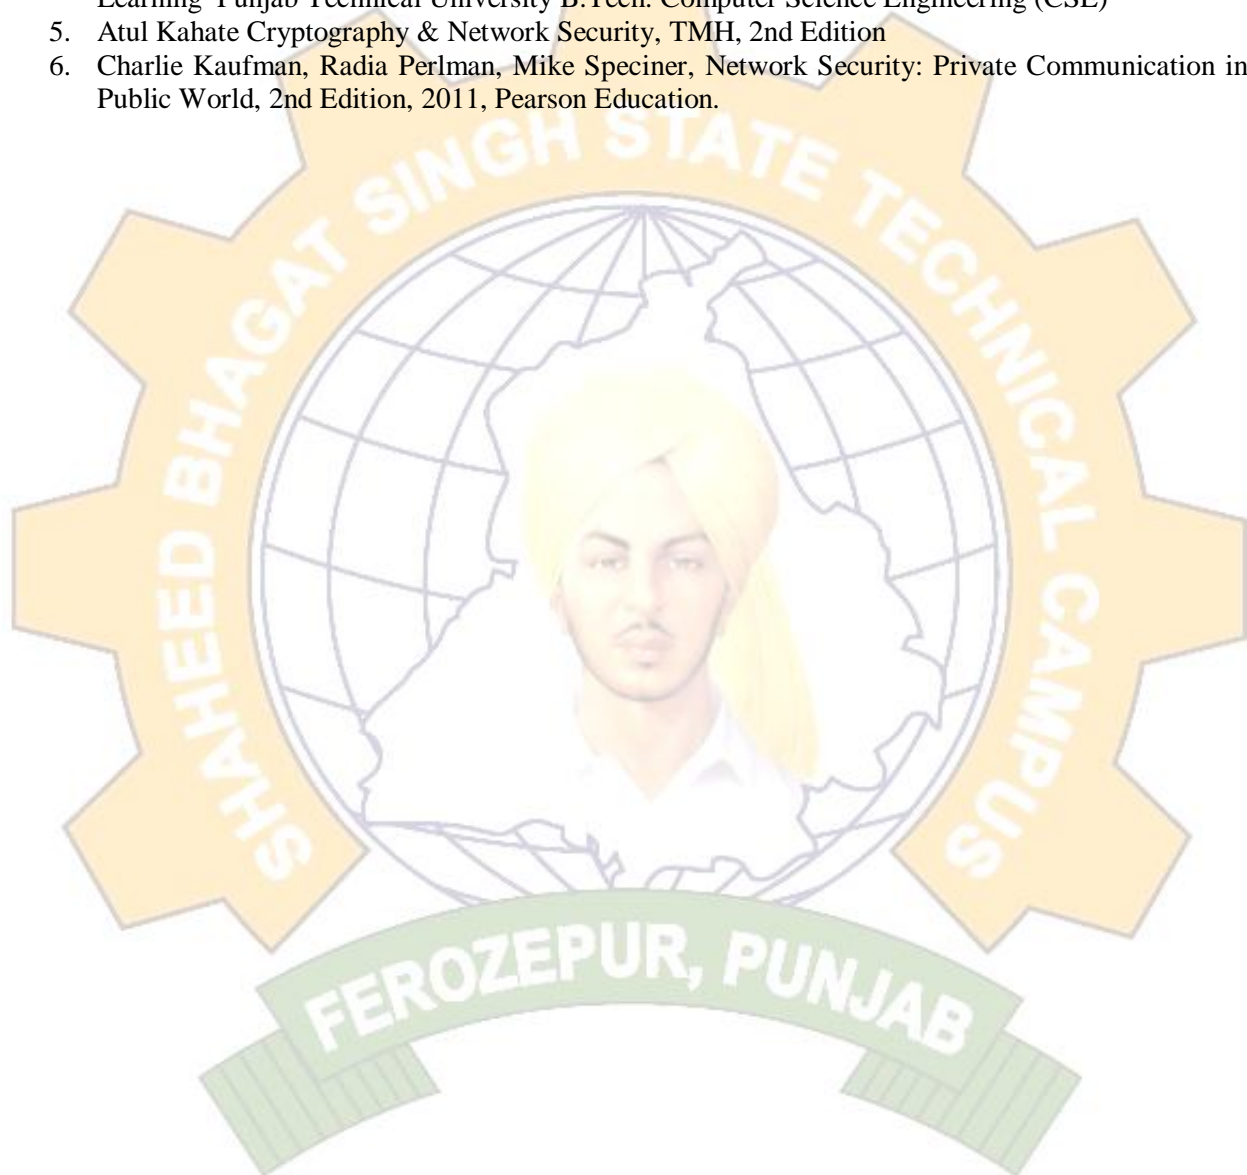 Learning Punjab Technical University B.Tech. Computer Science Engineering (CSE)
5. Atul Kahate Cryptography & Network Security, TMH, 2nd Edition
6. Charlie Kaufman, Radia Perlman, Mike Speciner, Network Security: Private Communication in
Public World, 2nd Edition, 2011, Pearson Education.
SHAHEED BHAGAT SINGH STATE TECHNICAL CAMPUS
FEROZEPUR, PUNJAB